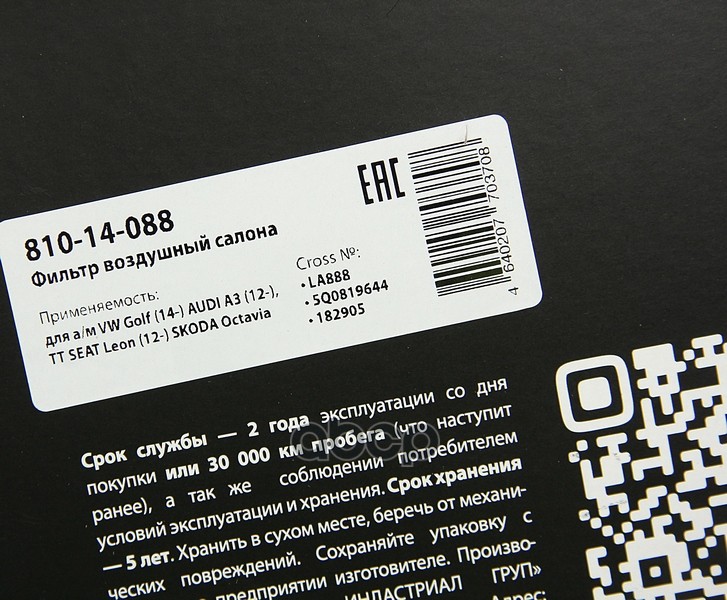 EAC
810-14-088
Фильтр воздушный салона
Применяемость:
для а/м VW Golf (14-) AUDI A3 (12-),
TT SEAT Leon (12-) SKODA Octavia
Cross №:
• LA888
• 5Q0819644
• 182905
4 640207 703708
Срок службы — 2 года эксплуатации со дня
покупки или 30 000 км пробега (что наступит
ранее), а так же соблюдении потребителем
условий эксплуатации и хранения. Срок хранения
— 5 лет. Хранить в сухом месте, беречь от механи-
ческих повреждений. Сохраняйте упаковку с
предприятии изготовителе. Произво-
ИНДАСТРИАЛ ГРУП»
Адрес: